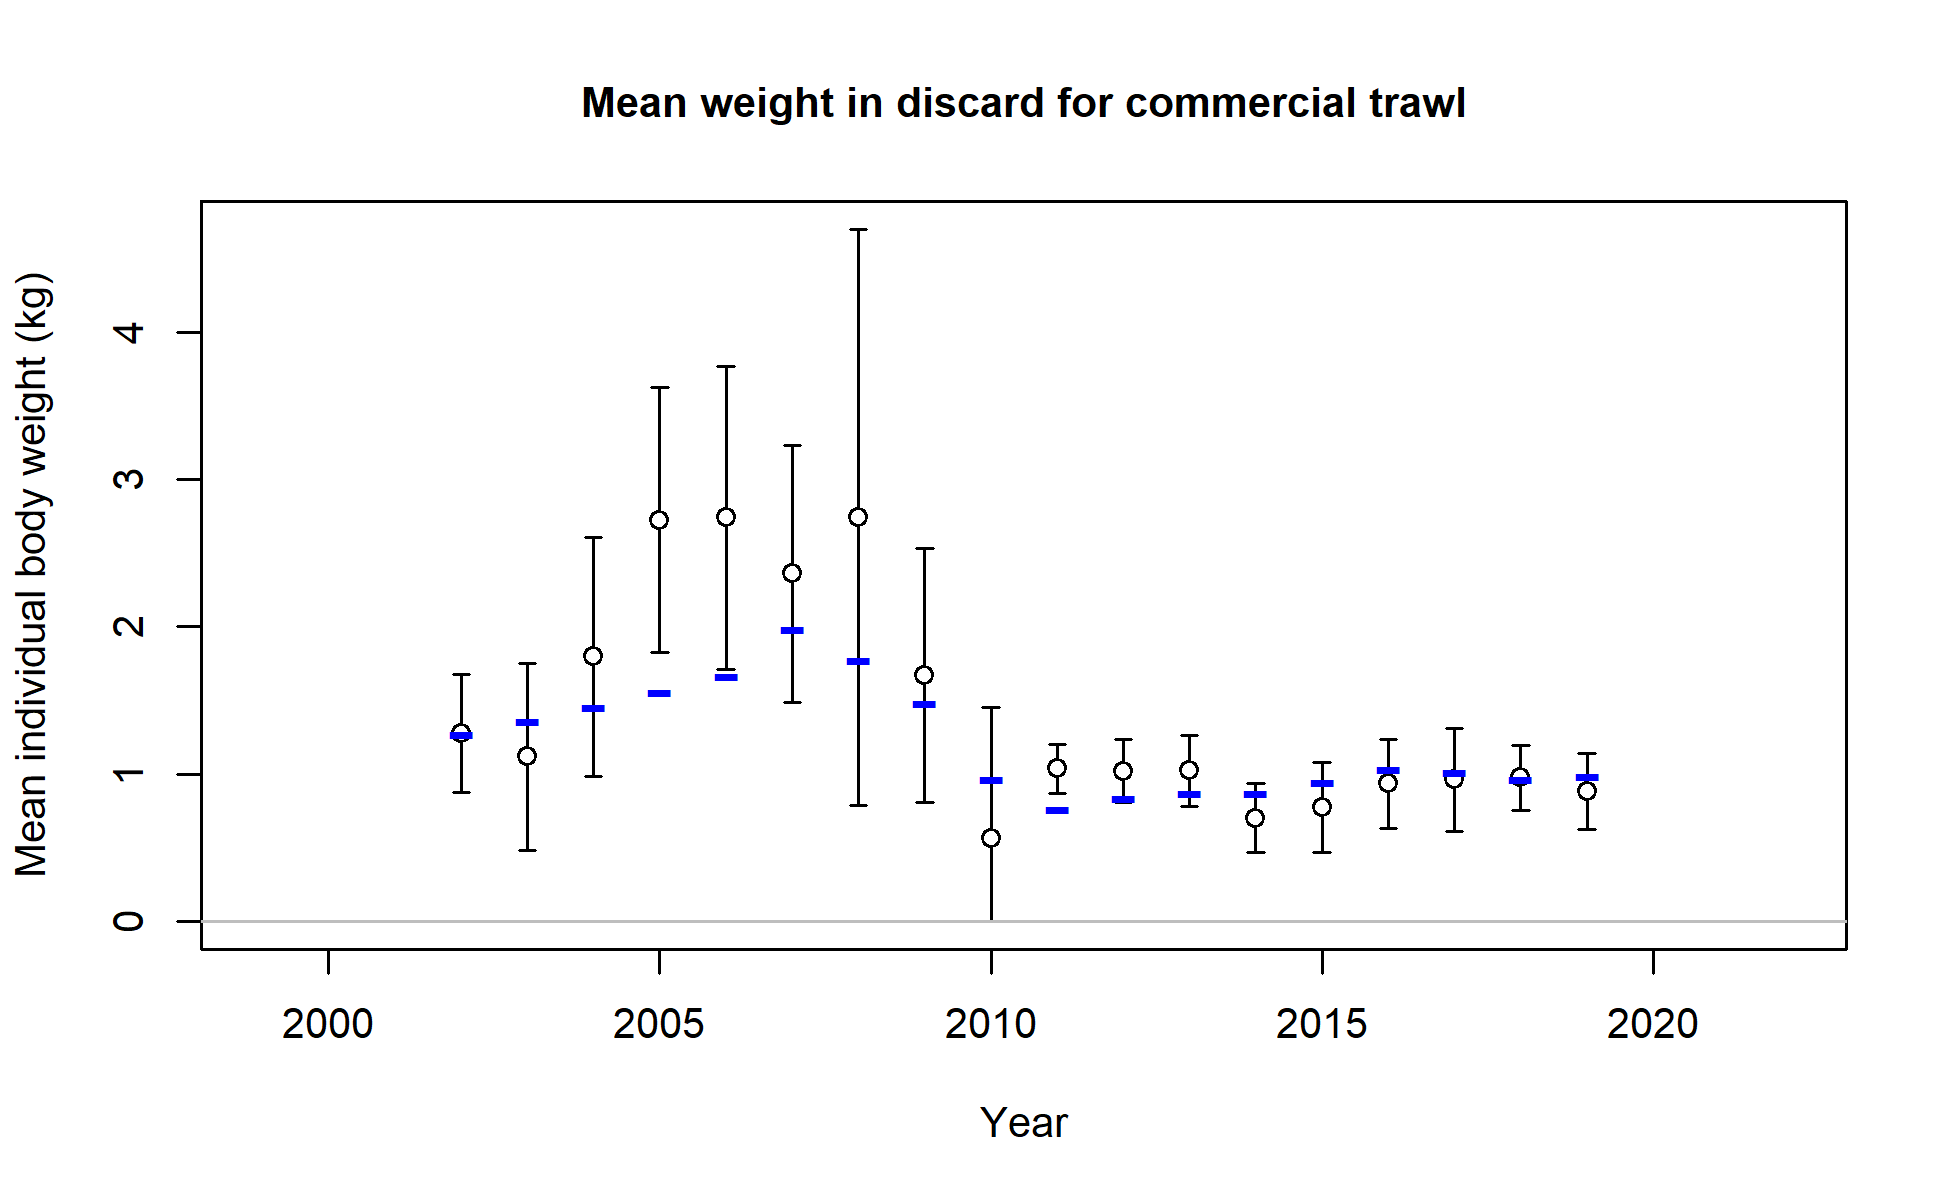 Mean weight in discard for commercial trawl
Mean individual body weight (kg)
4
3
2
1
0
2000 2005 2010 2015 2020
Year